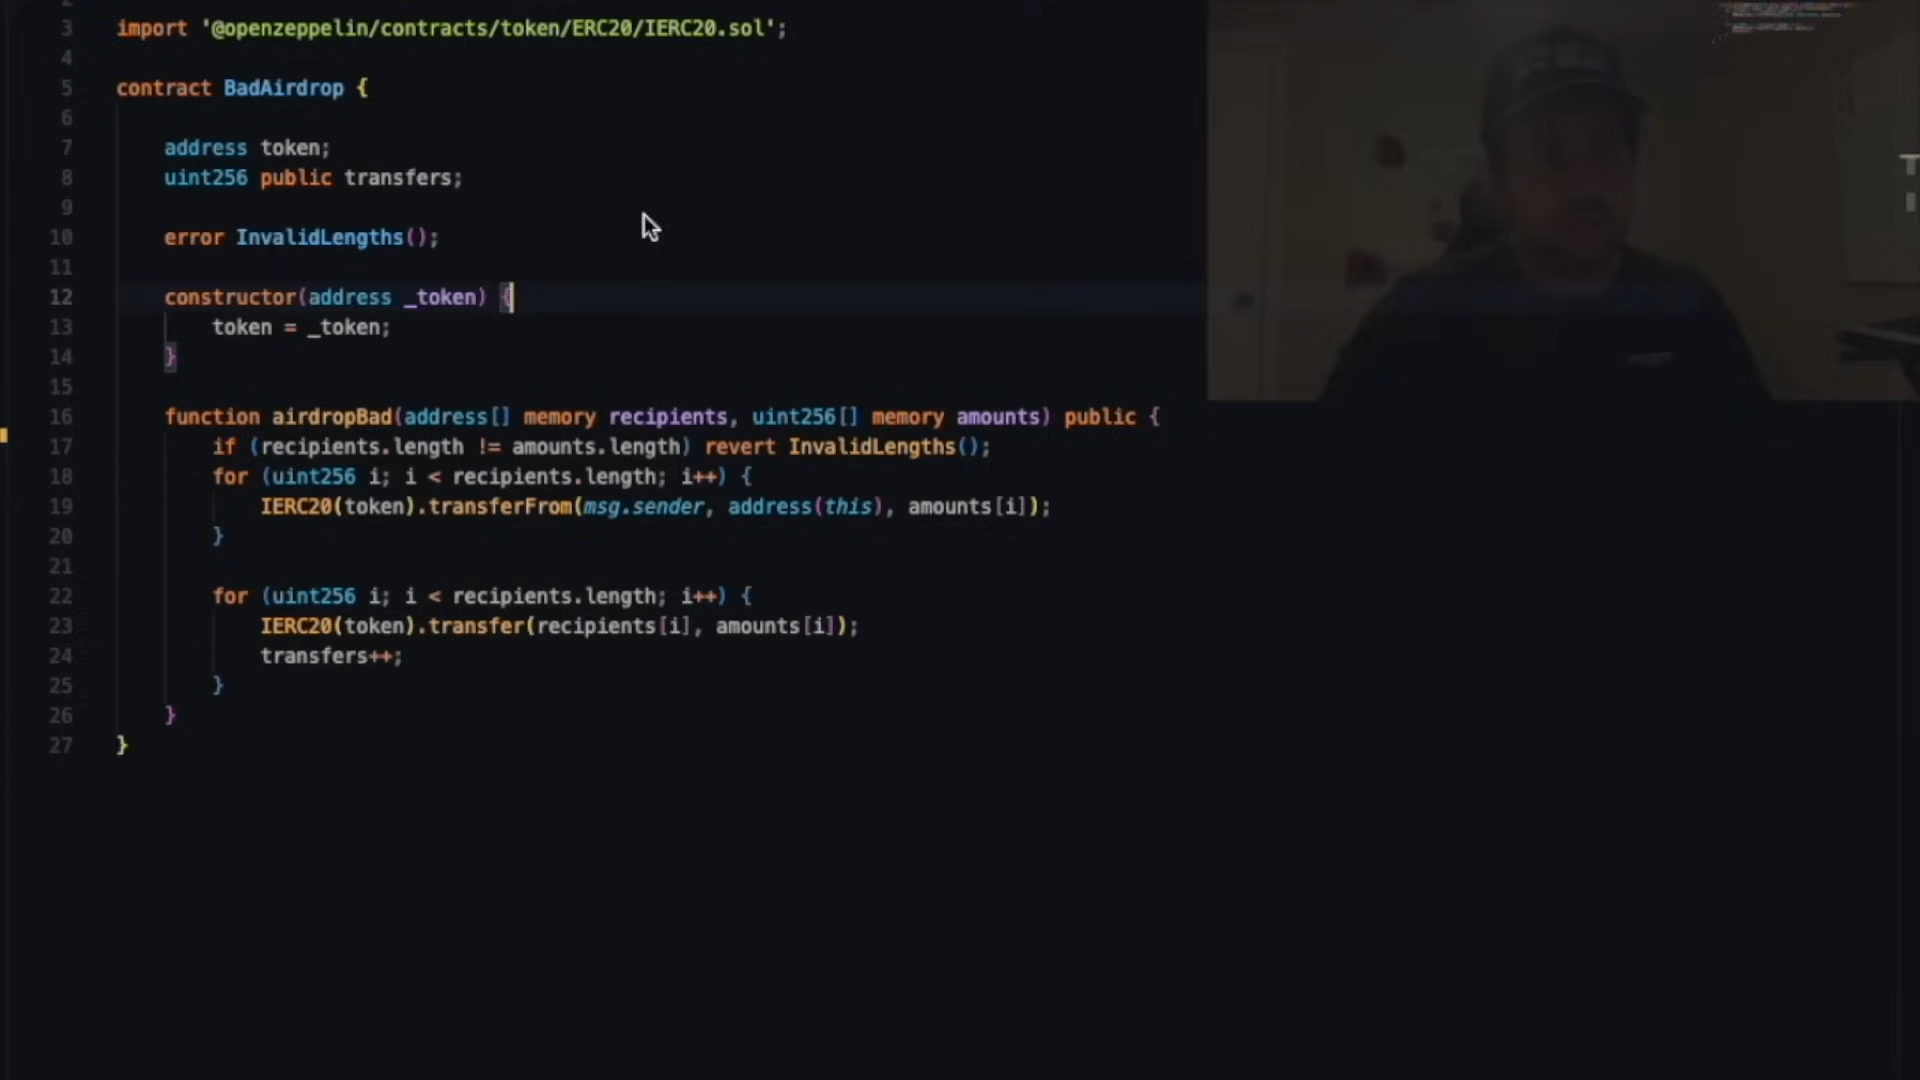 2
3 import '@openzeppelin/contracts/token/ERC20/IERC20.sol';
4
5 contract BadAirdrop {
6
7 address token;
8 uint256 public transfers;
9
10 error InvalidLengths();
11
12 constructor(address _token) {
13 token = _token;
14 }
15
16 function airdropBad(address[] memory recipients, uint256[] memory amounts) public {
17 if (recipients.length != amounts.length) revert InvalidLengths();
18 for (uint256 i; i < recipients.length; i++) {
19 IERC20(token).transferFrom(msg.sender, address(this), amounts[i]);
20 }
21
22 for (uint256 i; i < recipients.length; i++) {
23 IERC20(token).transfer(recipients[i], amounts[i]);
24 transfers++;
25 }
26 }
27 }